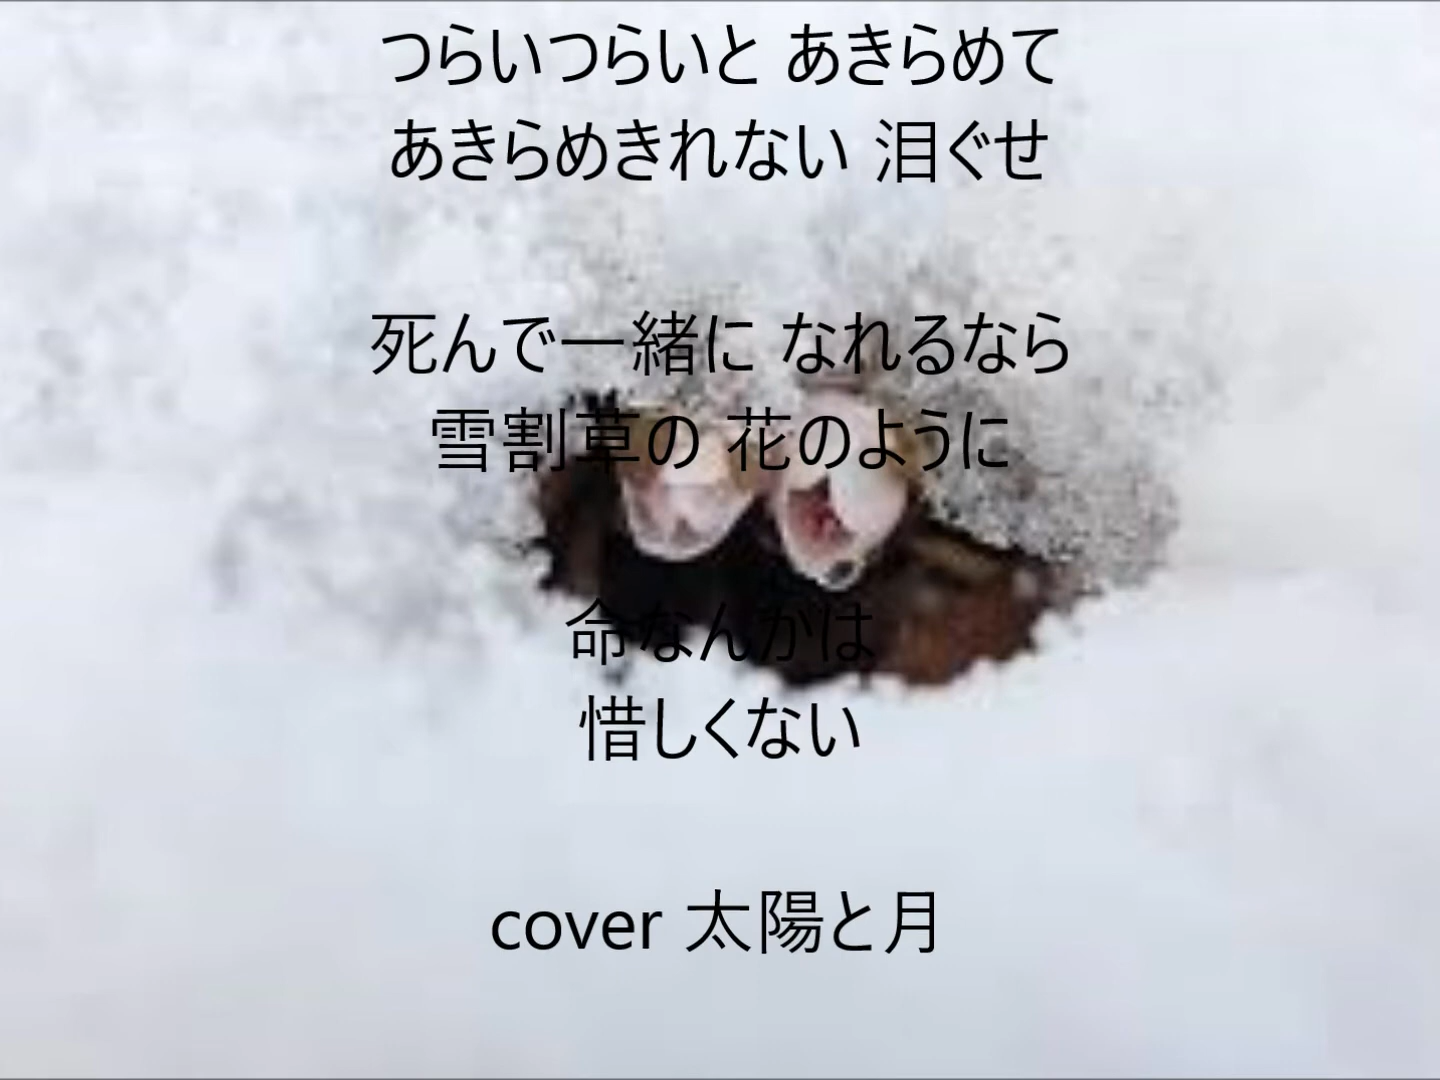 つらいつらいと あきらめて
あきらめきれない 涙ぐせ
死んで一緒に なれるなら
雪割草の 花のように
命なんかは
惜しくない
cover 太陽と月